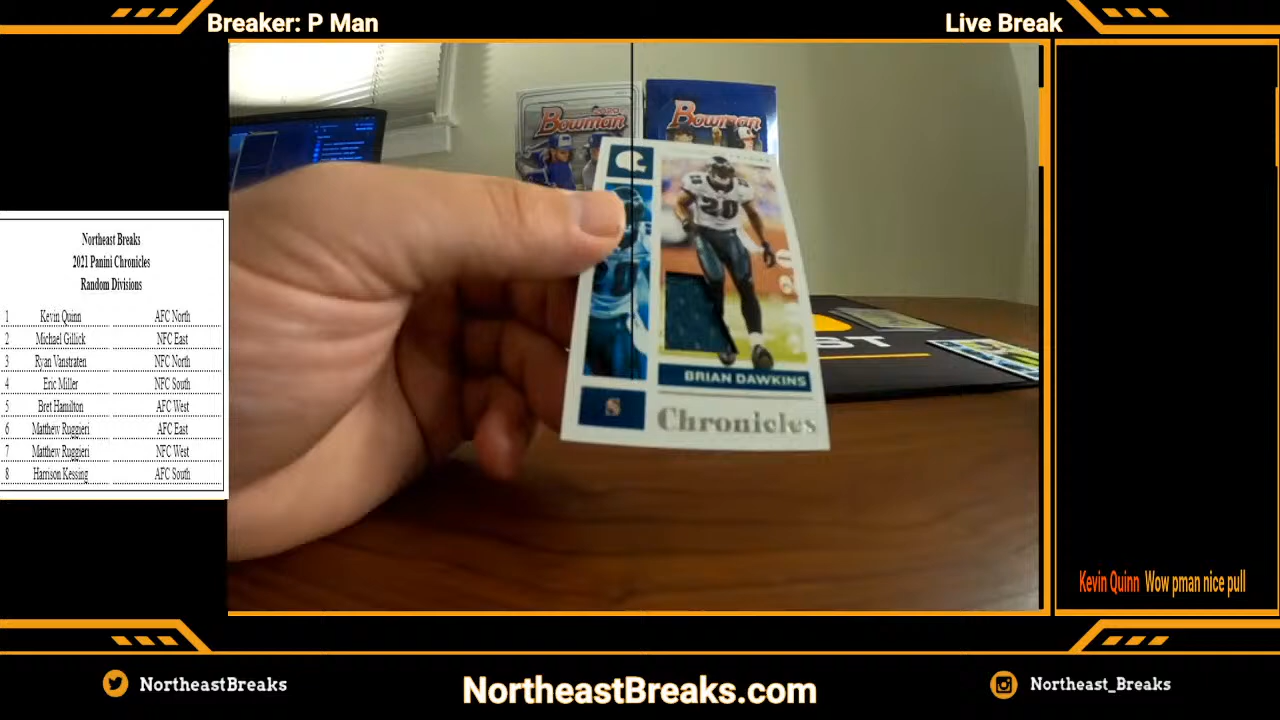 Breaker: P Man
Live Break
2020
Bowman
Bowman
20
BRIAN DAWKINS
S
Chronicles
ST
Northeast Breaks
2021 Panini Chronicles
Random Divisions
1 Kevin Quinn AFC North
2 Michael Gillick NFC East
3 Ryan Vanstraten NFC North
4 Eric Miller NFC South
5 Bret Hamilton AFC West
6 Matthew Ruggieri AFC East
7 Matthew Ruggieri NFC West
8 Harrison Kessing AFC South
Kevin Quinn Wow pman nice pull
NortheastBreaks
NortheastBreaks.com
Northeast_Breaks